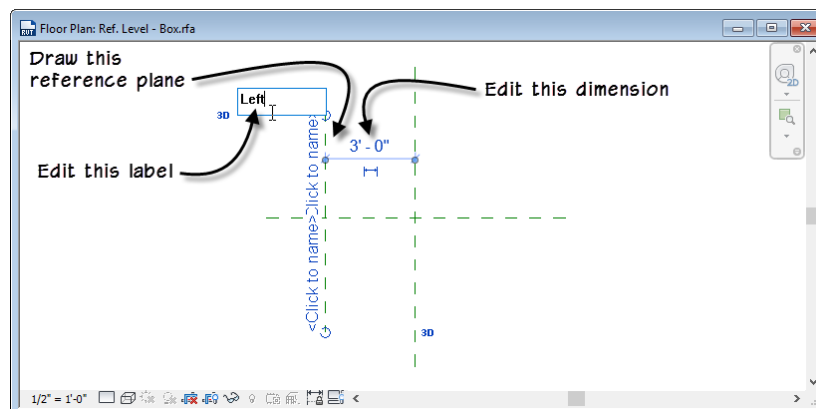 Floor Plan: Ref. Level - Box.rfa
Draw this
reference plane
Edit this dimension
Left
3D
3' - 0"
Edit this label
<Click to name>
<Click to name>
3D
2D
1/2" = 1'-0"